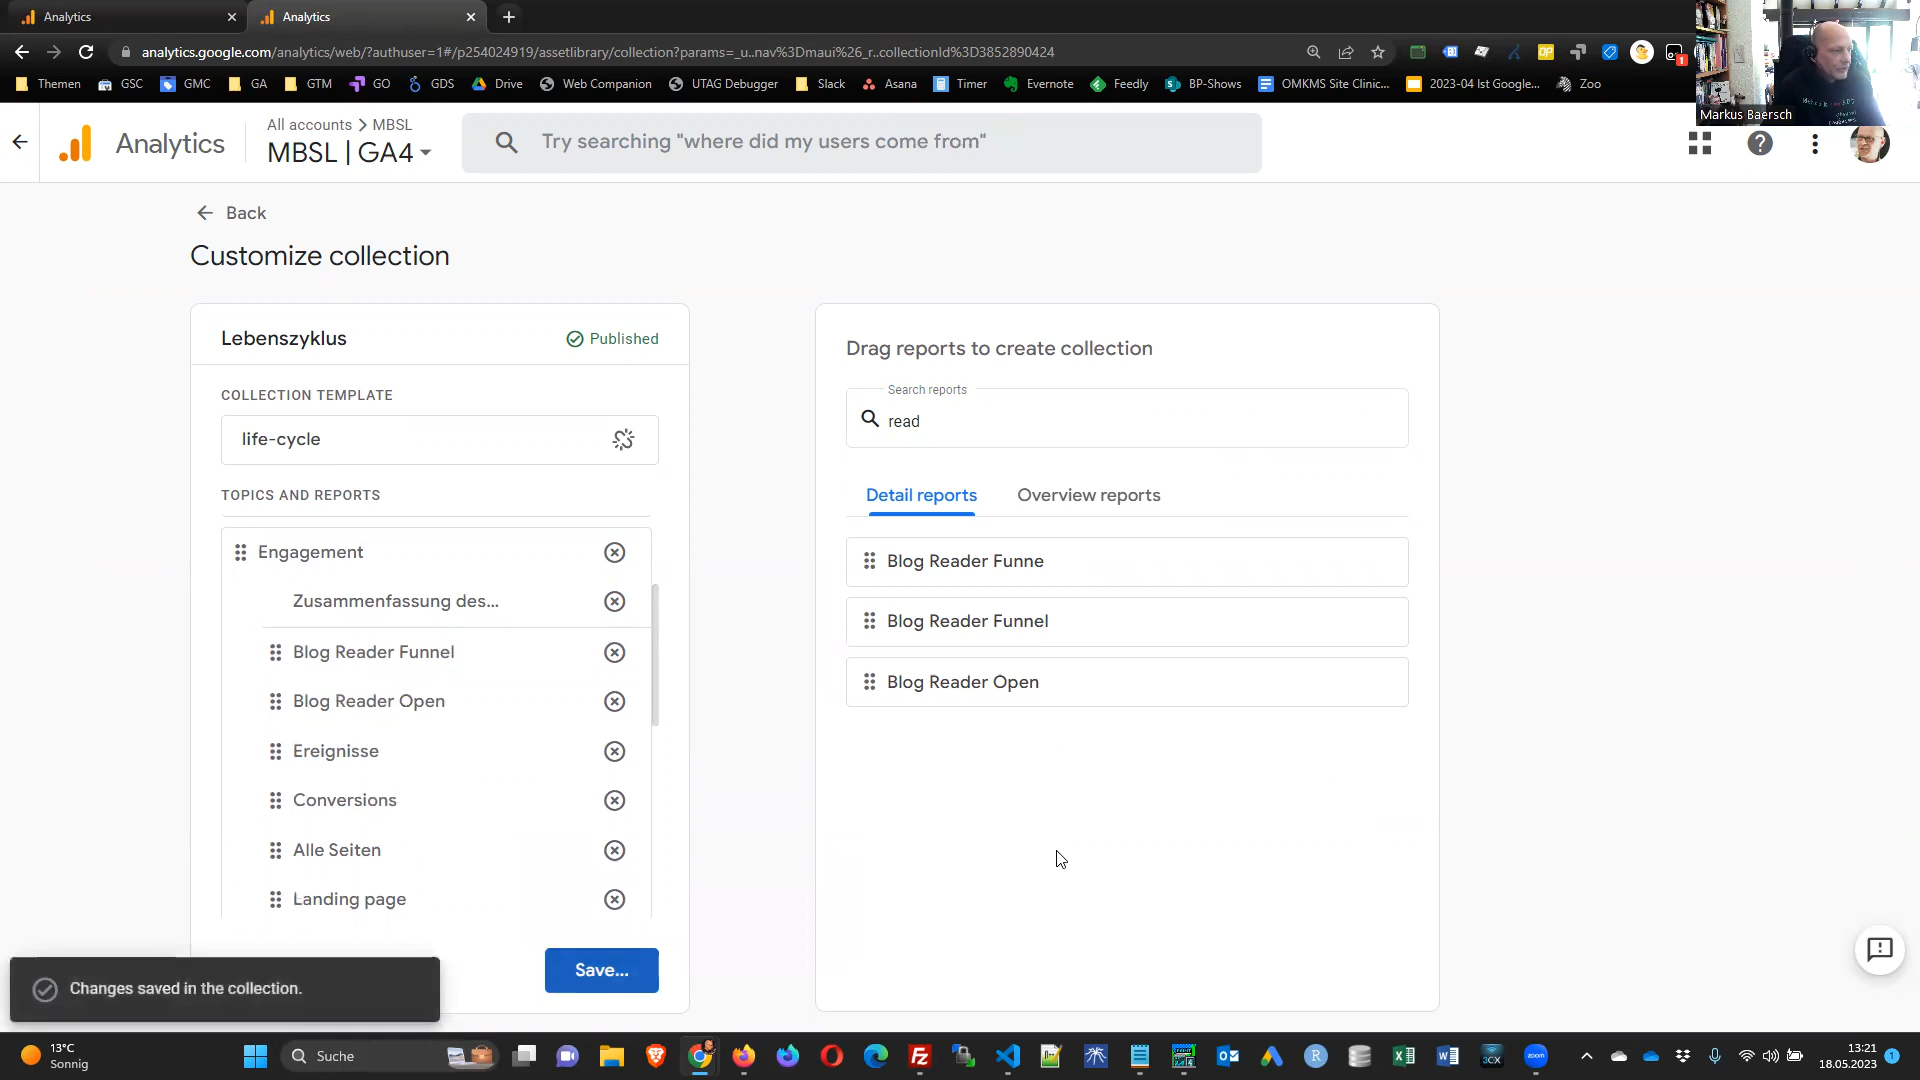 Analytics
Analytics
analytics.google.com/analytics/web/?authuser=1#/p254024919/assetlibrary/collection?params=_u..nav%3Dmaui%26_r..collectionId%3D3852890424
Themen GSC GMC GA GTM GO GDS Drive Web Companion UTAG Debugger Slack Asana Timer Evernote Feedly BP-Shows OMKMS Site Clinic... 2023-04 Ist Google... Zoo
Markus Baersch
Analytics
All accounts > MBSL
MBSL | GA4
Try searching "where did my users come from"
Back
Customize collection
Lebenszyklus
Published
COLLECTION TEMPLATE
life-cycle
TOPICS AND REPORTS
Engagement
Zusammenfassung des...
Blog Reader Funnel
Blog Reader Open
Ereignisse
Conversions
Alle Seiten
Landing page
Save...
Drag reports to create collection
Search reports
read
Detail reports
Overview reports
Blog Reader Funne
Blog Reader Funnel
Blog Reader Open
Changes saved in the collection.
13°C
Sonnig
Suche
13:21
18.05.2023